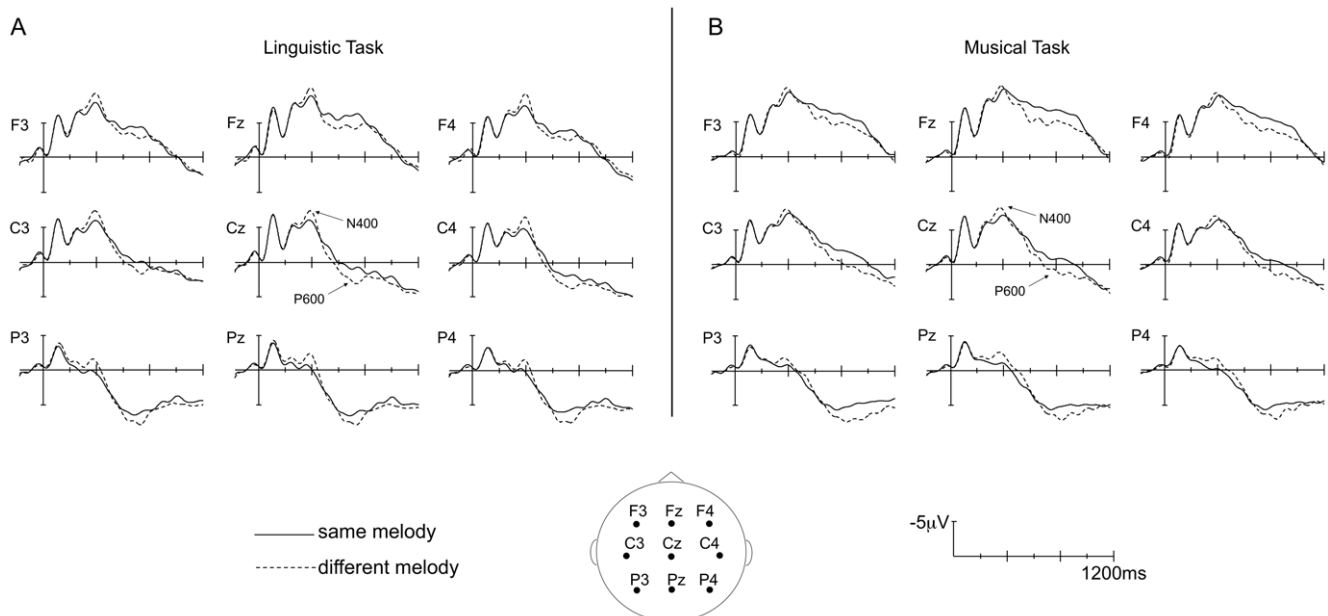 A
Linguistic Task
F3
Fz
F4
C3
Cz
N400
C4
P600
P3
Pz
P4
B
Musical Task
F3
Fz
F4
C3
Cz
N400
C4
P600
P3
Pz
P4
same melody
different melody
F3 Fz F4
C3 Cz C4
P3 Pz P4
-5µV
1200ms